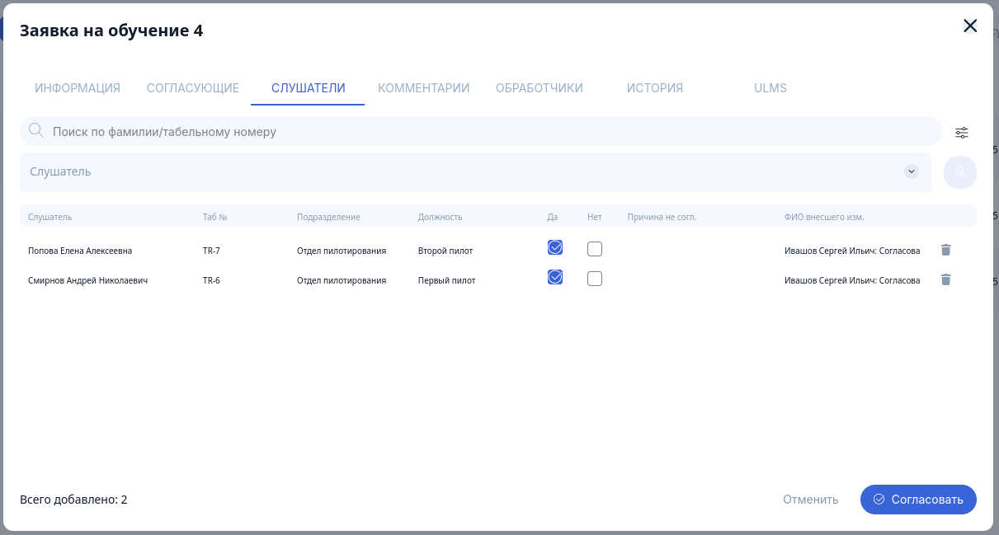 Заявка на обучение 4
ИНФОРМАЦИЯ СОГЛАСУЮЩИЕ СЛУШАТЕЛИ КОММЕНТАРИИ ОБРАБОТЧИКИ ИСТОРИЯ ULMS
Поиск по фамилии/табельному номеру
Слушатель
Слушатель Таб № Подразделение Должность Да Нет Причина не согл. ФИО внесшего изм.
Попова Елена Алексеевна TR-7 Отдел пилотирования Второй пилот Ивашов Сергей Ильич: Согласова
Смирнов Андрей Николаевич TR-6 Отдел пилотирования Первый пилот Ивашов Сергей Ильич: Согласова
Всего добавлено: 2 Отменить Согласовать